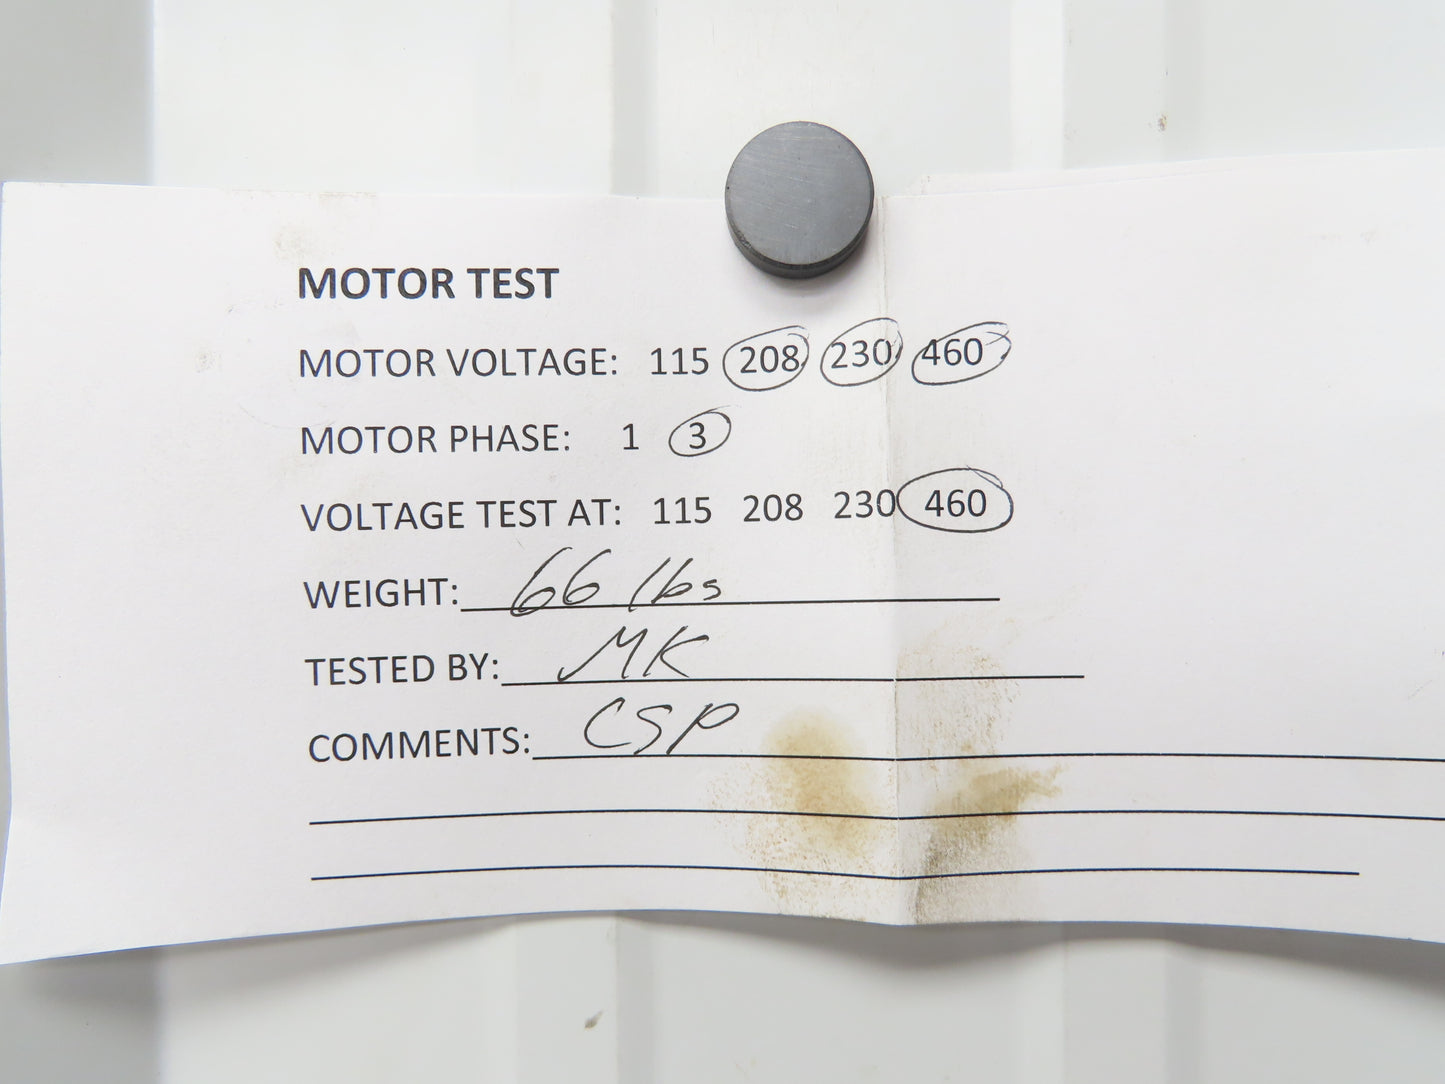 MOTOR TEST
MOTOR VOLTAGE: 115 208 230 460
MOTOR PHASE: 1 3
VOLTAGE TEST AT: 115 208 230 460
WEIGHT: 66 lbs
TESTED BY: MK
COMMENTS: CSP